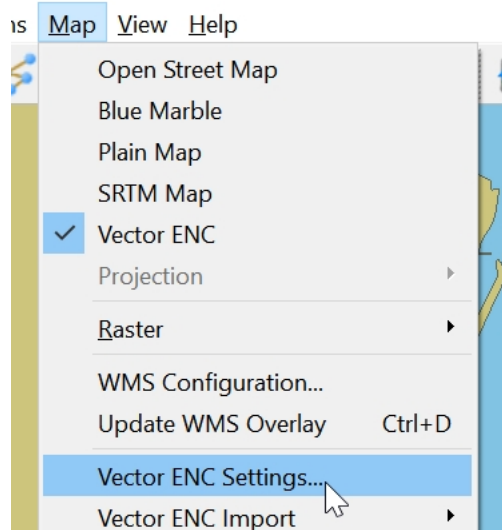 Map View Help
Open Street Map
Blue Marble
Plain Map
SRTM Map
Vector ENC
Projection
Raster
WMS Configuration...
Update WMS Overlay Ctrl+D
Vector ENC Settings...
Vector ENC Import